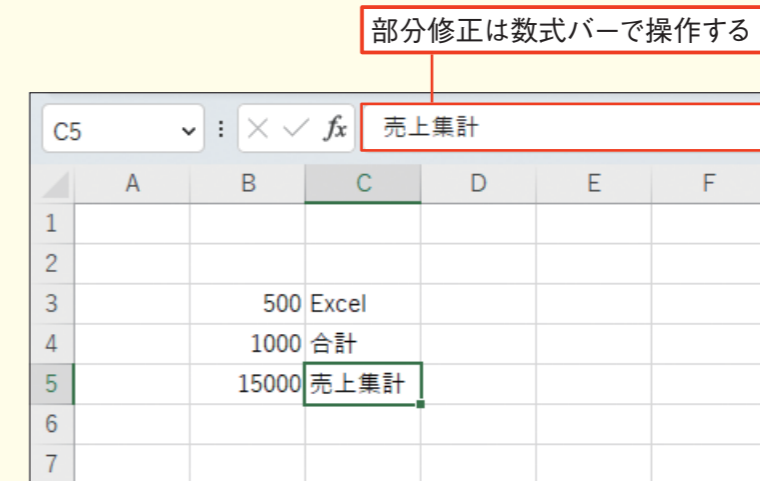 部分修正は数式バーで操作する
C5 fx 売上集計
A B C D E F
1
2
3 500 Excel
4 1000 合計
5 15000 売上集計
6
7